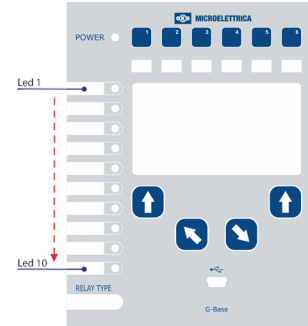 MICROELETTRICA
POWER
1 2 3 4 5 6
Led 1
Led 10
RELAY TYPE
G-Base